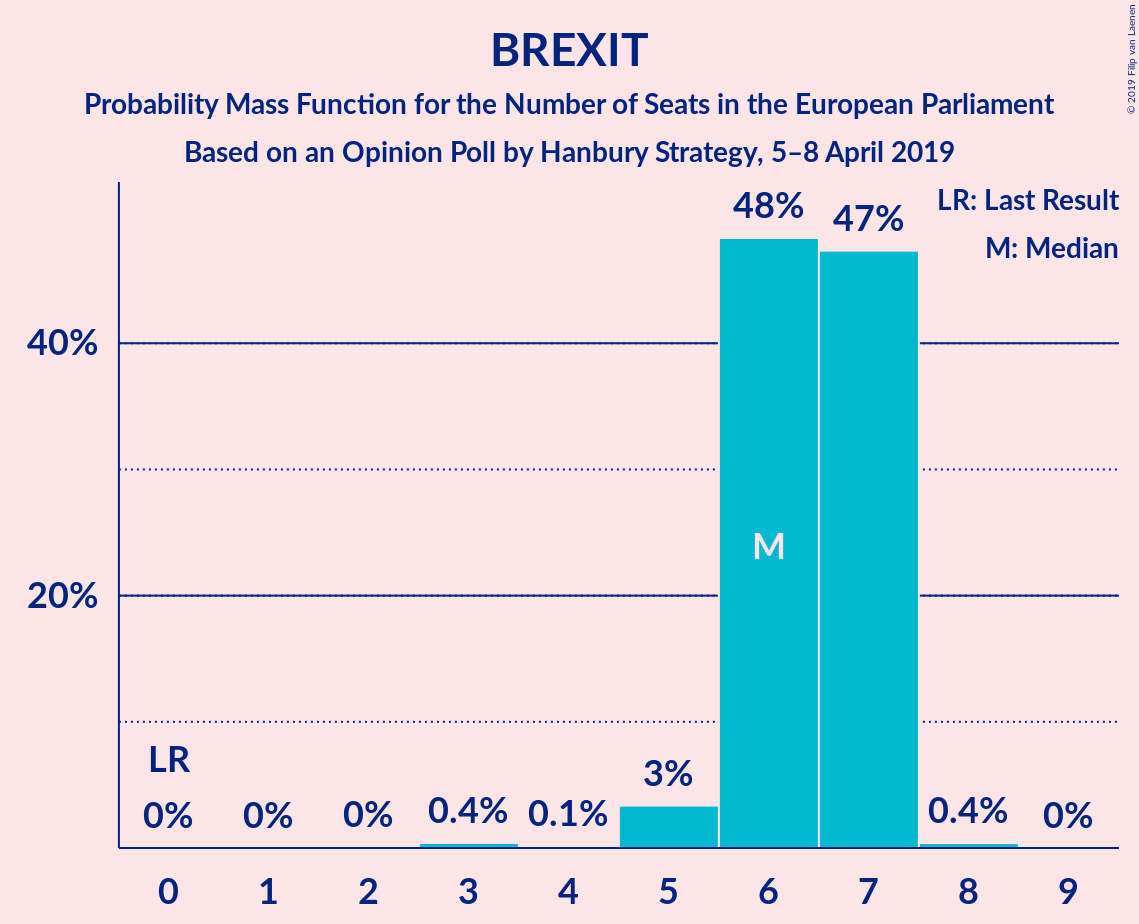 BREXIT
Probability Mass Function for the Number of Seats in the European Parliament
Based on an Opinion Poll by Hanbury Strategy, 5–8 April 2019
© 2019 Filip van Laenen
LR: Last Result
M: Median
48%
47%
40%
M
20%
LR
3%
0%
0%
0%
0.4%
0.1%
0.4%
0%
0 1 2 3 4 5 6 7 8 9